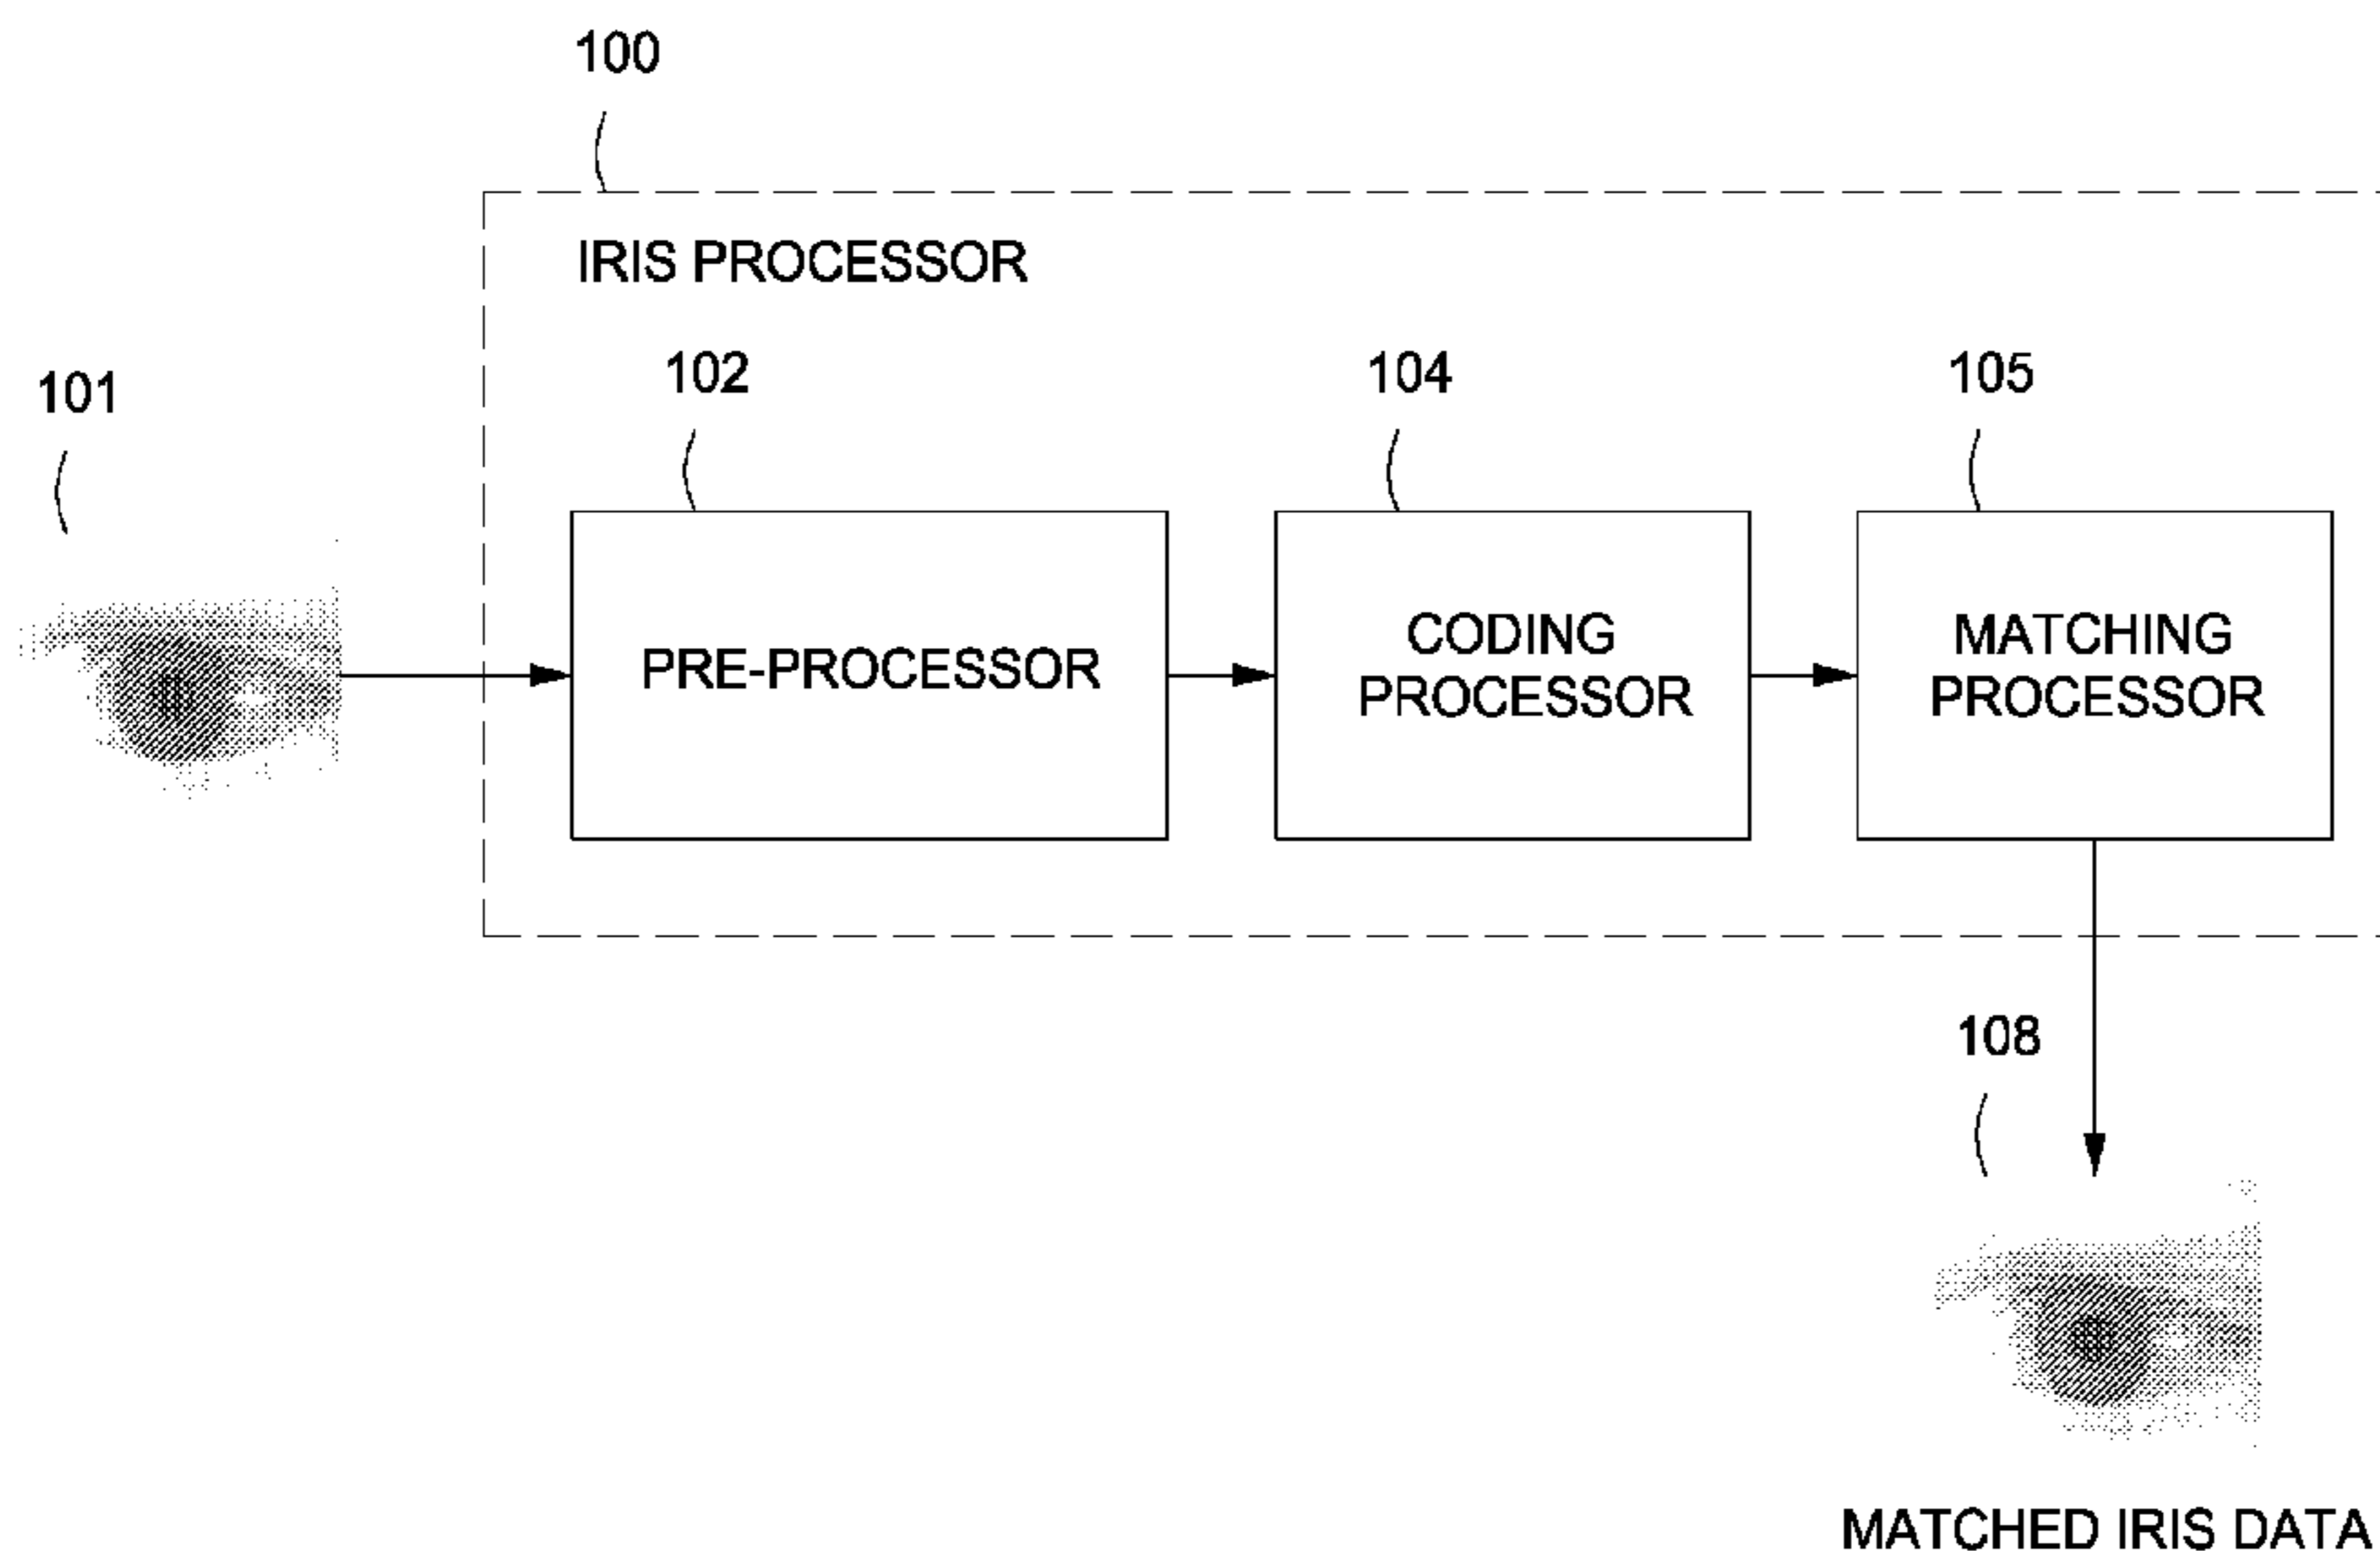 100
IRIS PROCESSOR
101
102
104
105
PRE-PROCESSOR
CODING
PROCESSOR
MATCHING
PROCESSOR
108
MATCHED IRIS DATA